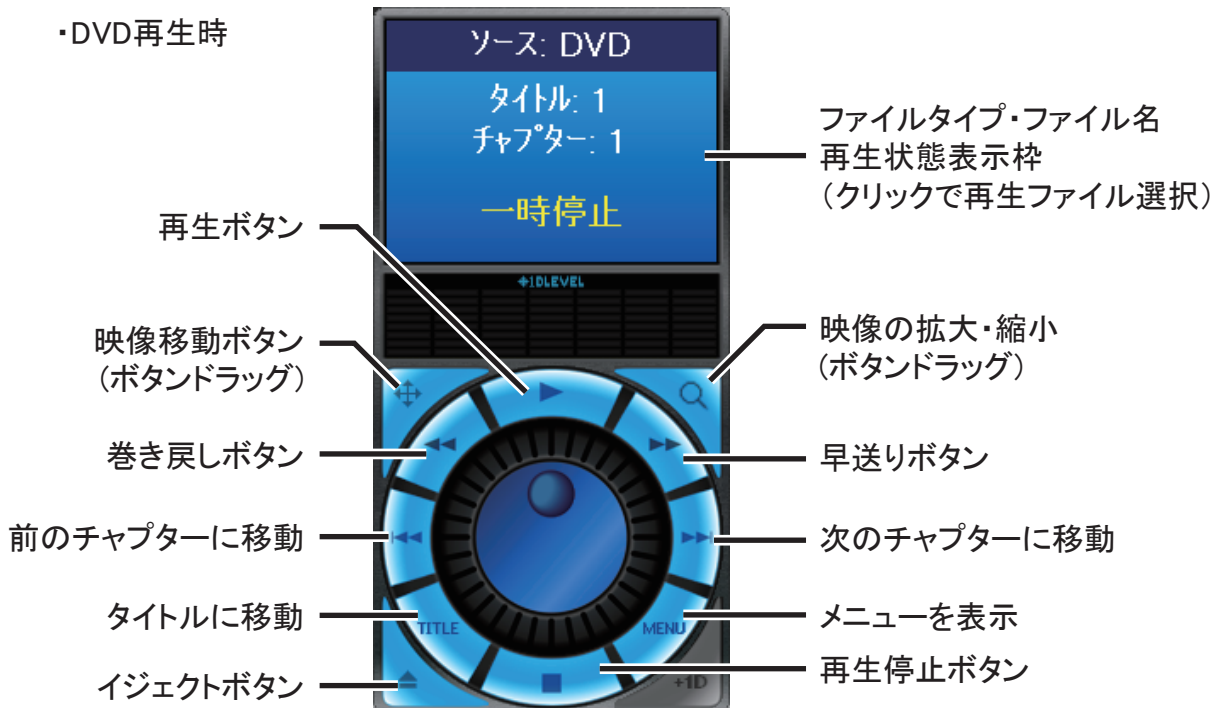 ・DVD再生時
ソース: DVD
タイトル: 1
チャプター: 1
一時停止
ファイルタイプ・ファイル名
再生状態表示枠
(クリックで再生ファイル選択)
再生ボタン
+1DLEVEL
映像移動ボタン
(ボタンドラッグ)
映像の拡大・縮小
(ボタンドラッグ)
巻き戻しボタン
早送りボタン
前のチャプターに移動
次のチャプターに移動
タイトルに移動
TITLE
MENU
メニューを表示
イジェクトボタン
+1D
再生停止ボタン